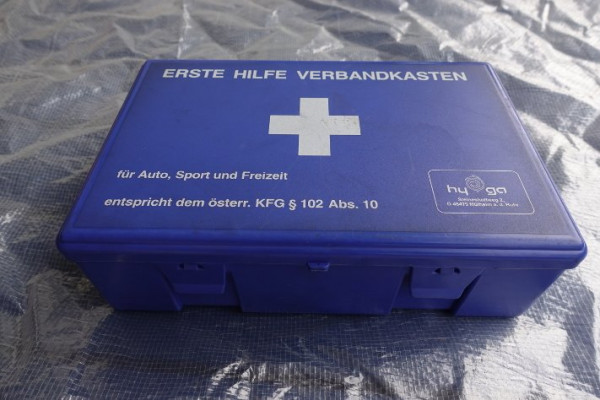 ERSTE HILFE VERBANDKASTEN
für Auto, Sport und Freizeit
entspricht dem österr. KFG § 102 Abs. 10
hy ga